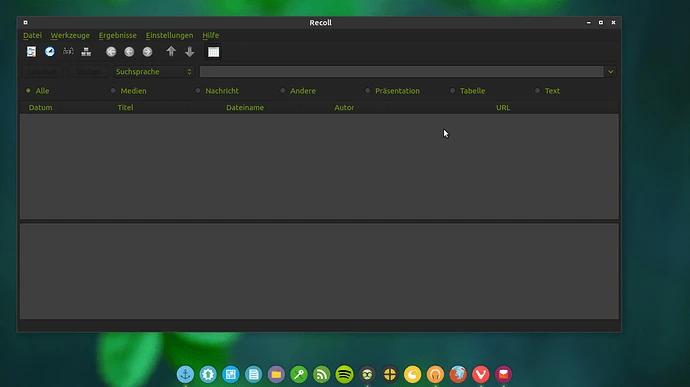 Recoll
Datei Werkzeuge Ergebnisse Einstellungen Hilfe
Suchsprache
Alle Medien Nachricht Andere Präsentation Tabelle Text
Datum Titel Dateiname Autor URL